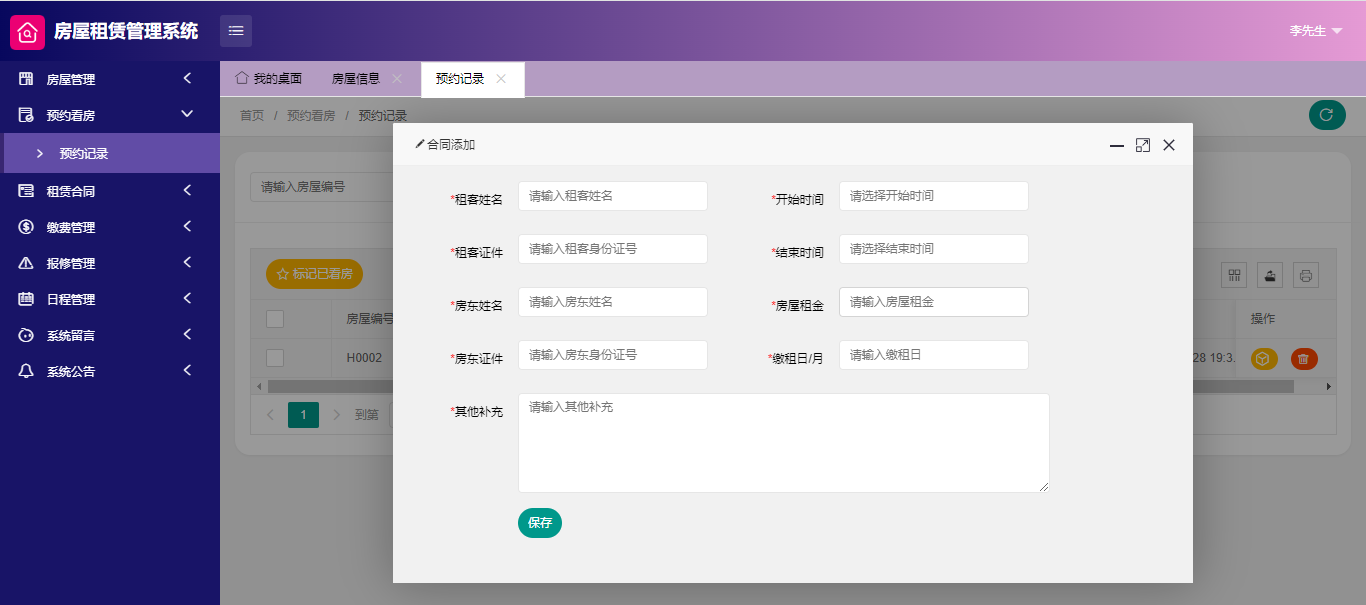 房屋租赁管理系统
李先生
房屋管理
预约看房
预约记录
租赁合同
缴费管理
报修管理
日程管理
系统留言
系统公告
我的桌面
房屋信息
预约记录
首页 / 预约看房 / 预约记录
请输入房屋编号
标记已看房
房屋编号
操作
H0002
28 19:3.
1
到第
合同添加
*租客姓名 请输入租客姓名
*开始时间 请选择开始时间
*租客证件 请输入租客身份证号
*结束时间 请选择结束时间
*房东姓名 请输入房东姓名
*房屋租金 请输入房屋租金
*房东证件 请输入房东身份证号
*缴租日/月 请输入缴租日
*其他补充 请输入其他补充
保存